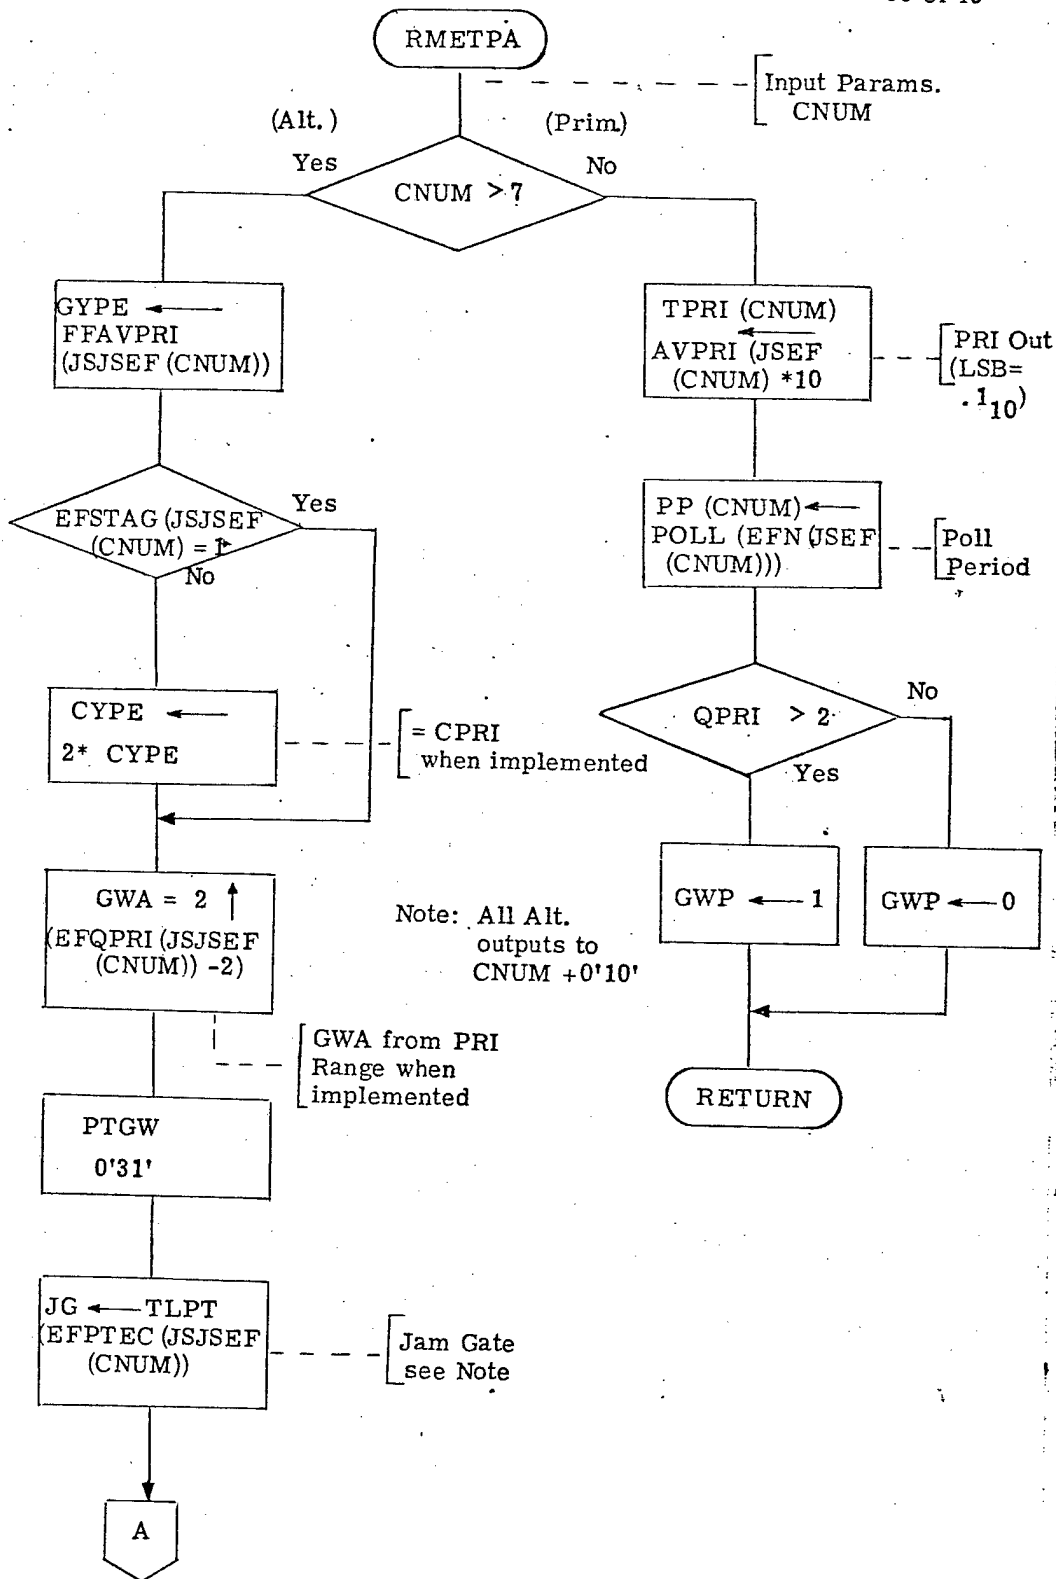 RMETPA
Input Params.
CNUM
(Alt.)
(Prim.)
Yes
No
CNUM > 7
GYPE ←
FFAVPRI
(JSJSEF (CNUM))
EFSTAG (JSJSEF
(CNUM) = 1
Yes
No
CYPE ←
2* CYPE
= CPRI
when implemented
GWA = 2 ↑
(EFQPRI (JSJSEF
(CNUM)) -2)
GWA from PRI
Range when
implemented
PTGW
0'31'
JG ← TLPT
(EFPTEC (JSJSEF
(CNUM))
Jam Gate
see Note
A
TPRI (CNUM)
←
AVPRI (JSEF
(CNUM) *10
PRI Out
(LSB=
.1₁₀)
PP (CNUM) ←
POLL (EFN (JSEF
(CNUM)))
Poll
Period
QPRI > 2
No
Yes
GWP ← 1
GWP ← 0
Note: All Alt.
outputs to
CNUM +0'10'
RETURN